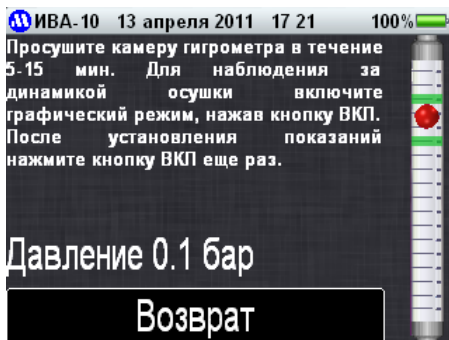 ИВА-10 13 апреля 2011 17 21 100%
Просушите камеру гигрометра в течение
5-15 мин. Для наблюдения за
динамикой осушки включите
графический режим, нажав кнопку ВКП.
После установления показаний
нажмите кнопку ВКП еще раз.
Давление 0.1 бар
Возврат